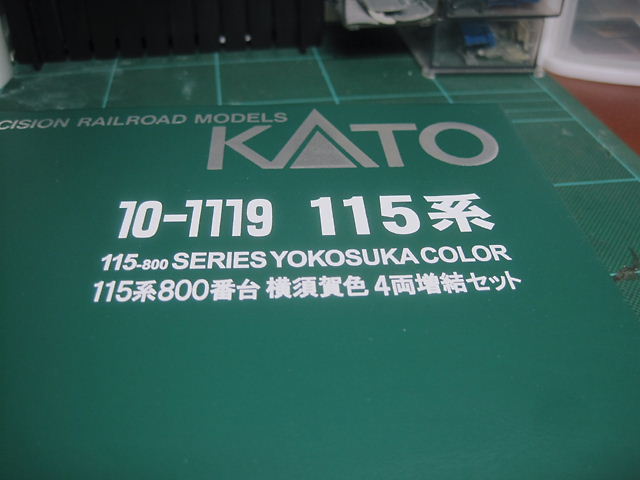 CISION RAILROAD MODELS
KATO
10-1119 115系
115-800 SERIES YOKOSUKA COLOR
115系800番台 横須賀色 4両増結セット